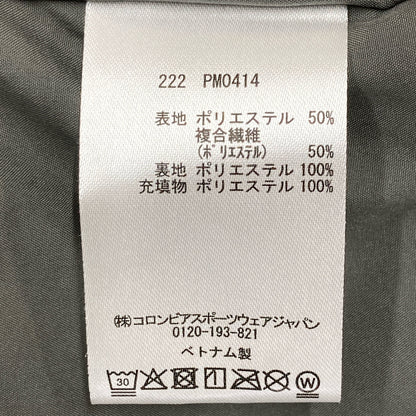 222 PM0414
表地 ポリエステル 50%
複合繊維
(ﾎﾟﾘｴｽﾃﾙ) 50%
裏地 ポリエステル 100%
充填物 ポリエステル 100%
㈱コロンビアスポーツウェアジャパン
0120-193-821
ベトナム製
30 W